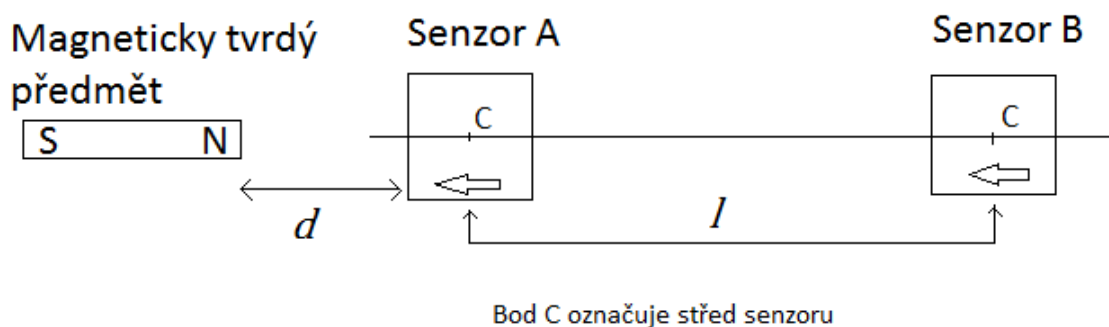 Magneticky tvrdý
předmět
Senzor A
Senzor B
S N
C
C
d
l
Bod C označuje střed senzoru